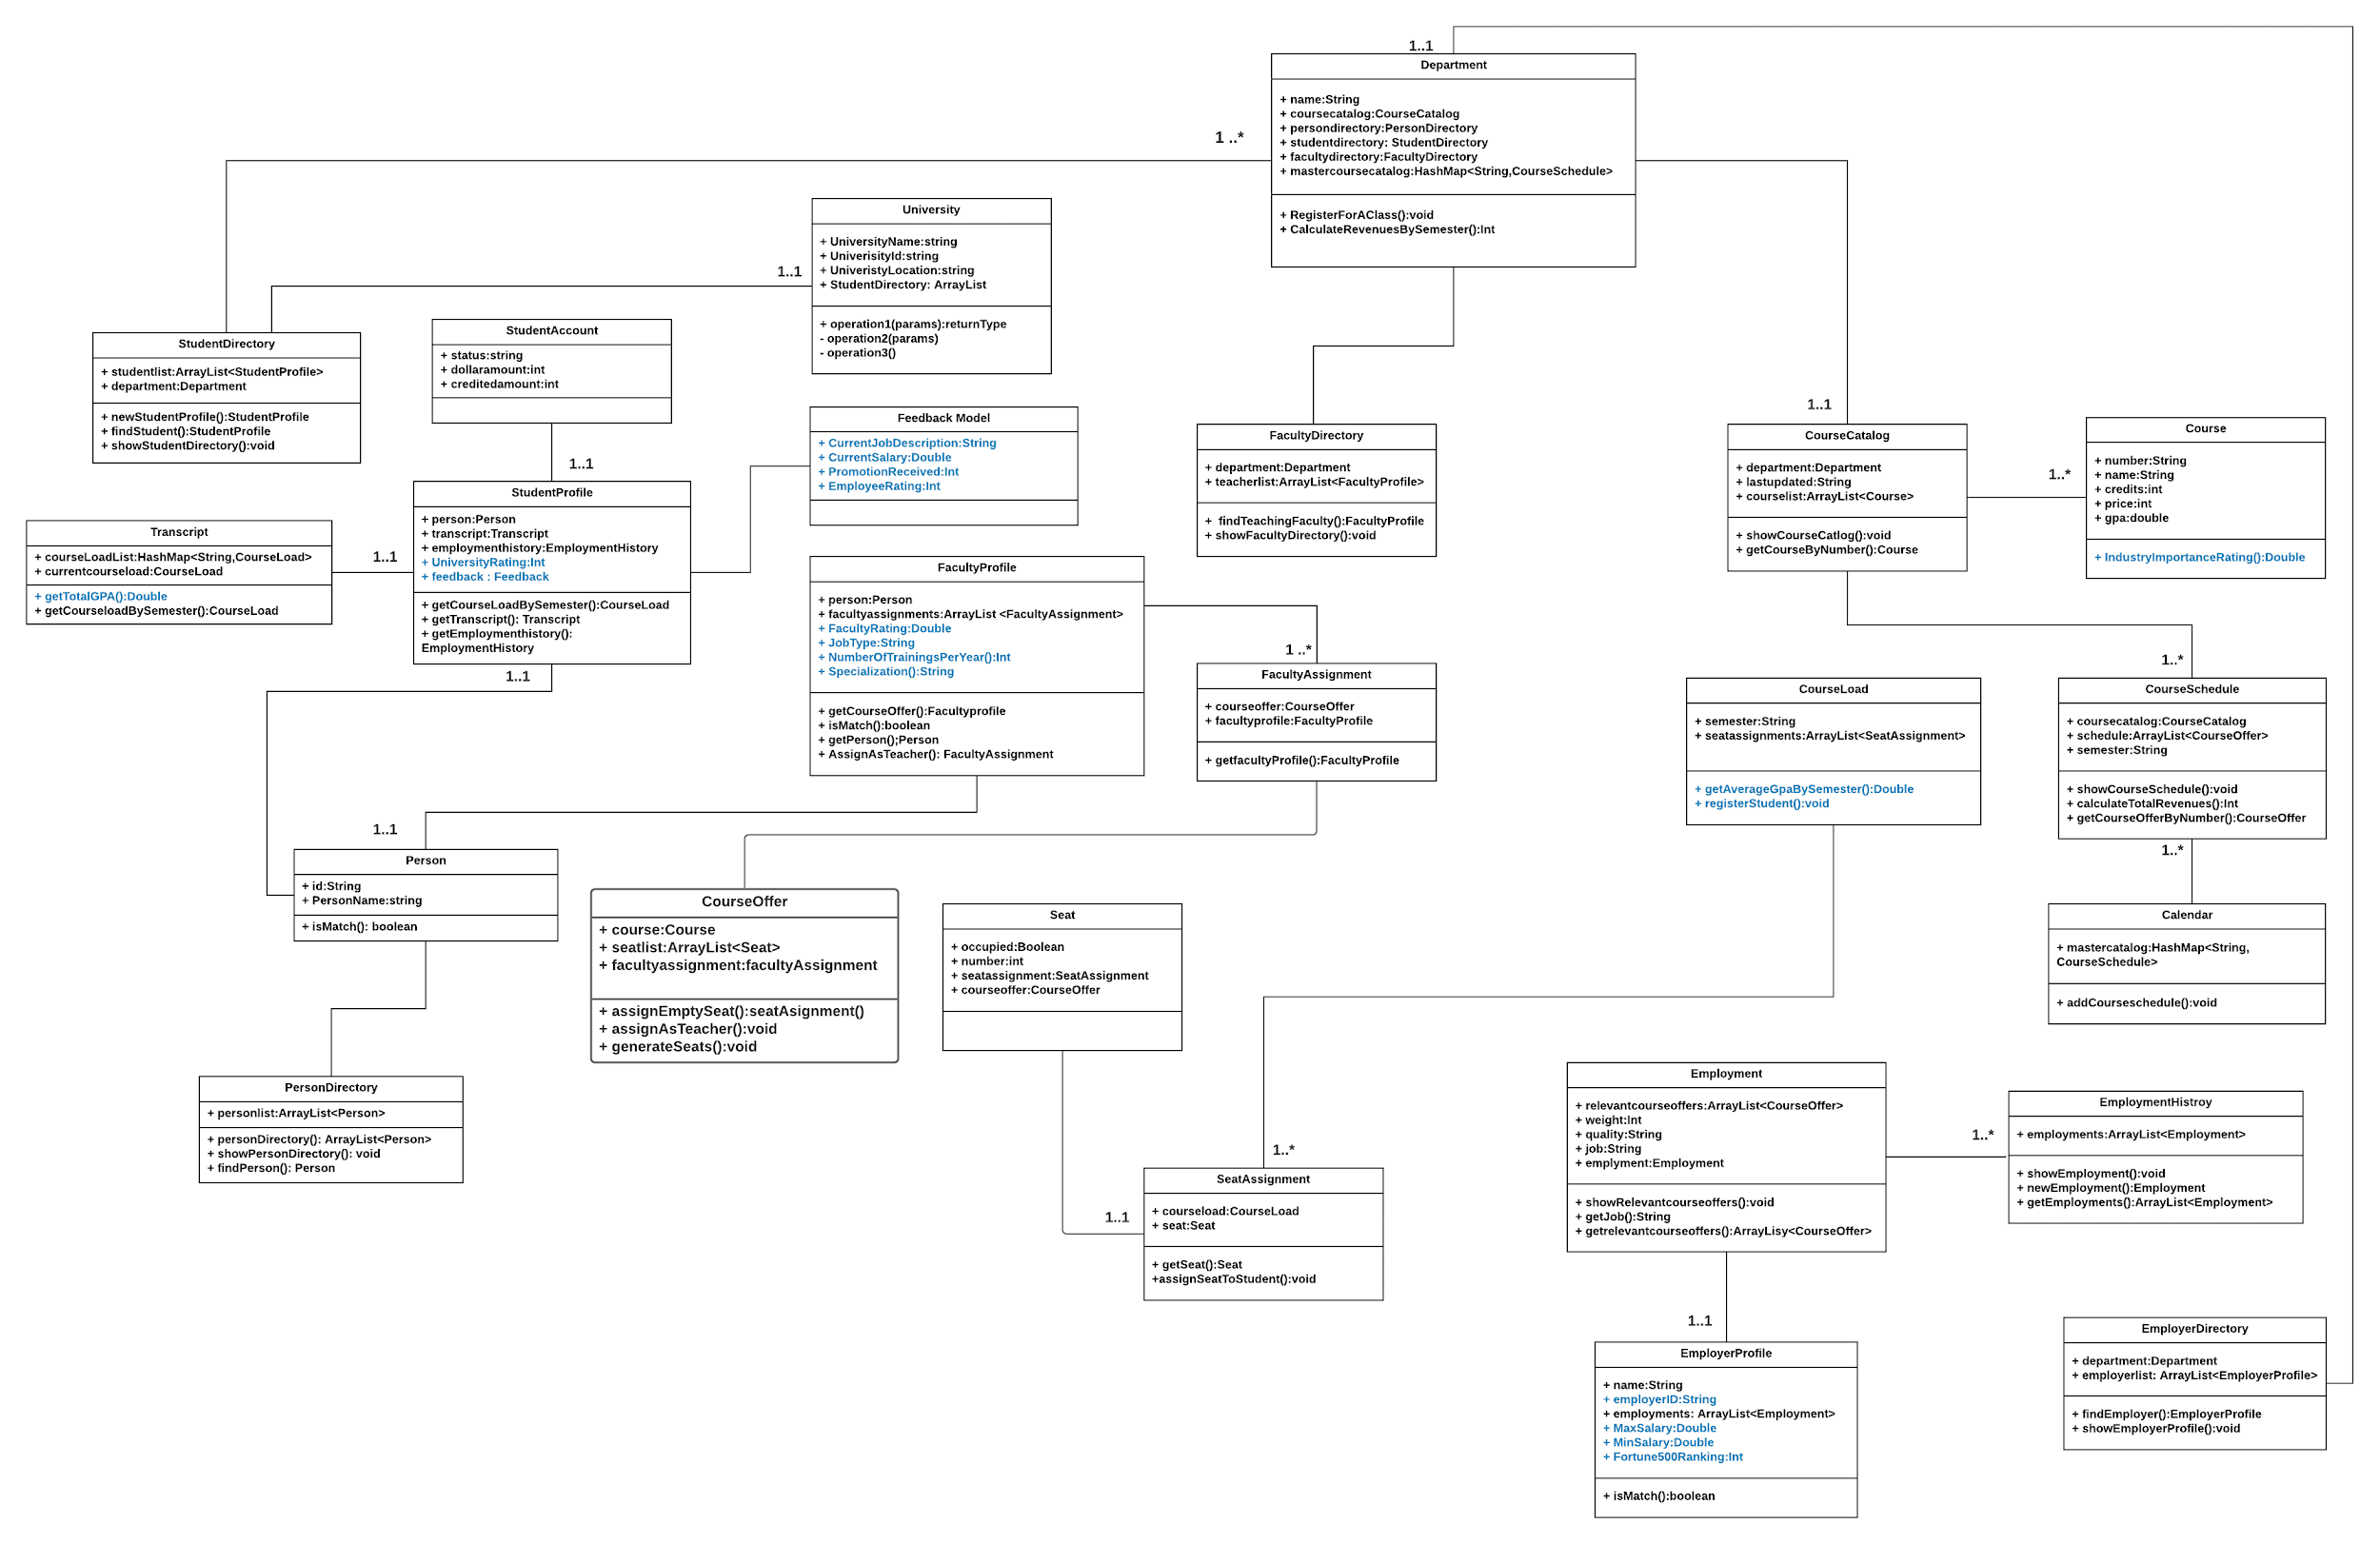 1..1
Department
+ name:String
+ coursecatalog:CourseCatalog
+ persondirectory:PersonDirectory
+ studentdirectory: StudentDirectory
+ facultydirectory:FacultyDirectory
+ mastercoursecatalog:HashMap<String,CourseSchedule>
+ RegisterForAClass():void
+ CalculateRevenuesBySemester():Int
1 ..*
University
+ UniversityName:string
+ UniverisityId:string
+ UniveristyLocation:string
+ StudentDirectory: ArrayList
+ operation1(params):returnType
- operation2(params)
- operation3()
1..1
StudentDirectory
+ studentlist:ArrayList<StudentProfile>
+ department:Department
+ newStudentProfile():StudentProfile
+ findStudent():StudentProfile
+ showStudentDirectory():void
StudentAccount
+ status:string
+ dollaramount:int
+ creditedamount:int
1..1
Feedback Model
+ CurrentJobDescription:String
+ CurrentSalary:Double
+ PromotionReceived:Int
+ EmployeeRating:Int
FacultyDirectory
+ department:Department
+ teacherlist:ArrayList<FacultyProfile>
+  findTeachingFaculty():FacultyProfile
+ showFacultyDirectory():void
1..1
CourseCatalog
+ department:Department
+ lastupdated:String
+ courselist:ArrayList<Course>
+ showCourseCatlog():void
+ getCourseByNumber():Course
1..*
Course
+ number:String
+ name:String
+ credits:int
+ price:int
+ gpa:double
+ IndustryImportanceRating():Double
Transcript
+ courseLoadList:HashMap<String,CourseLoad>
+ currentcourseload:CourseLoad
+ getTotalGPA():Double
+ getCourseloadBySemester():CourseLoad
1..1
StudentProfile
+ person:Person
+ transcript:Transcript
+ employmenthistory:EmploymentHistory
+ UniversityRating:Int
+ feedback : Feedback
+ getCourseLoadBySemester():CourseLoad
+ getTranscript(): Transcript
+ getEmploymenthistory():
EmploymentHistory
1..1
FacultyProfile
+ person:Person
+ facultyassignments:ArrayList <FacultyAssignment>
+ FacultyRating:Double
+ JobType:String
+ NumberOfTrainingsPerYear():Int
+ Specialization():String
+ getCourseOffer():Facultyprofile
+ isMatch():boolean
+ getPerson();Person
+ AssignAsTeacher(): FacultyAssignment
1 ..*
FacultyAssignment
+ courseoffer:CourseOffer
+ facultyprofile:FacultyProfile
+ getfacultyProfile():FacultyProfile
CourseLoad
+ semester:String
+ seatassignments:ArrayList<SeatAssignment>
+ getAverageGpaBySemester():Double
+ registerStudent():void
1..*
CourseSchedule
+ coursecatalog:CourseCatalog
+ schedule:ArrayList<CourseOffer>
+ semester:String
+ showCourseSchedule():void
+ calculateTotalRevenues():Int
+ getCourseOfferByNumber():CourseOffer
1..*
1..1
Person
+ id:String
+ PersonName:string
+ isMatch(): boolean
CourseOffer
+ course:Course
+ seatlist:ArrayList<Seat>
+ facultyassignment:facultyAssignment
+ assignEmptySeat():seatAsignment()
+ assignAsTeacher():void
+ generateSeats():void
Seat
+ occupied:Boolean
+ number:int
+ seatassignment:SeatAssignment
+ courseoffer:CourseOffer
Calendar
+ mastercatalog:HashMap<String,
CourseSchedule>
+ addCourseschedule():void
PersonDirectory
+ personlist:ArrayList<Person>
+ personDirectory(): ArrayList<Person>
+ showPersonDirectory(): void
+ findPerson(): Person
1..*
1..1
SeatAssignment
+ courseload:CourseLoad
+ seat:Seat
+ getSeat():Seat
+assignSeatToStudent():void
Employment
+ relevantcourseoffers:ArrayList<CourseOffer>
+ weight:Int
+ quality:String
+ job:String
+ emplyment:Employment
+ showRelevantcourseoffers():void
+ getJob():String
+ getrelevantcourseoffers():ArrayLisy<CourseOffer>
1..*
EmploymentHistroy
+ employments:ArrayList<Employment>
+ showEmployment():void
+ newEmployment():Employment
+ getEmployments():ArrayList<Employment>
1..1
EmployerProfile
+ name:String
+ employerID:String
+ employments: ArrayList<Employment>
+ MaxSalary:Double
+ MinSalary:Double
+ Fortune500Ranking:Int
+ isMatch():boolean
EmployerDirectory
+ department:Department
+ employerlist: ArrayList<EmployerProfile>
+ findEmployer():EmployerProfile
+ showEmployerProfile():void